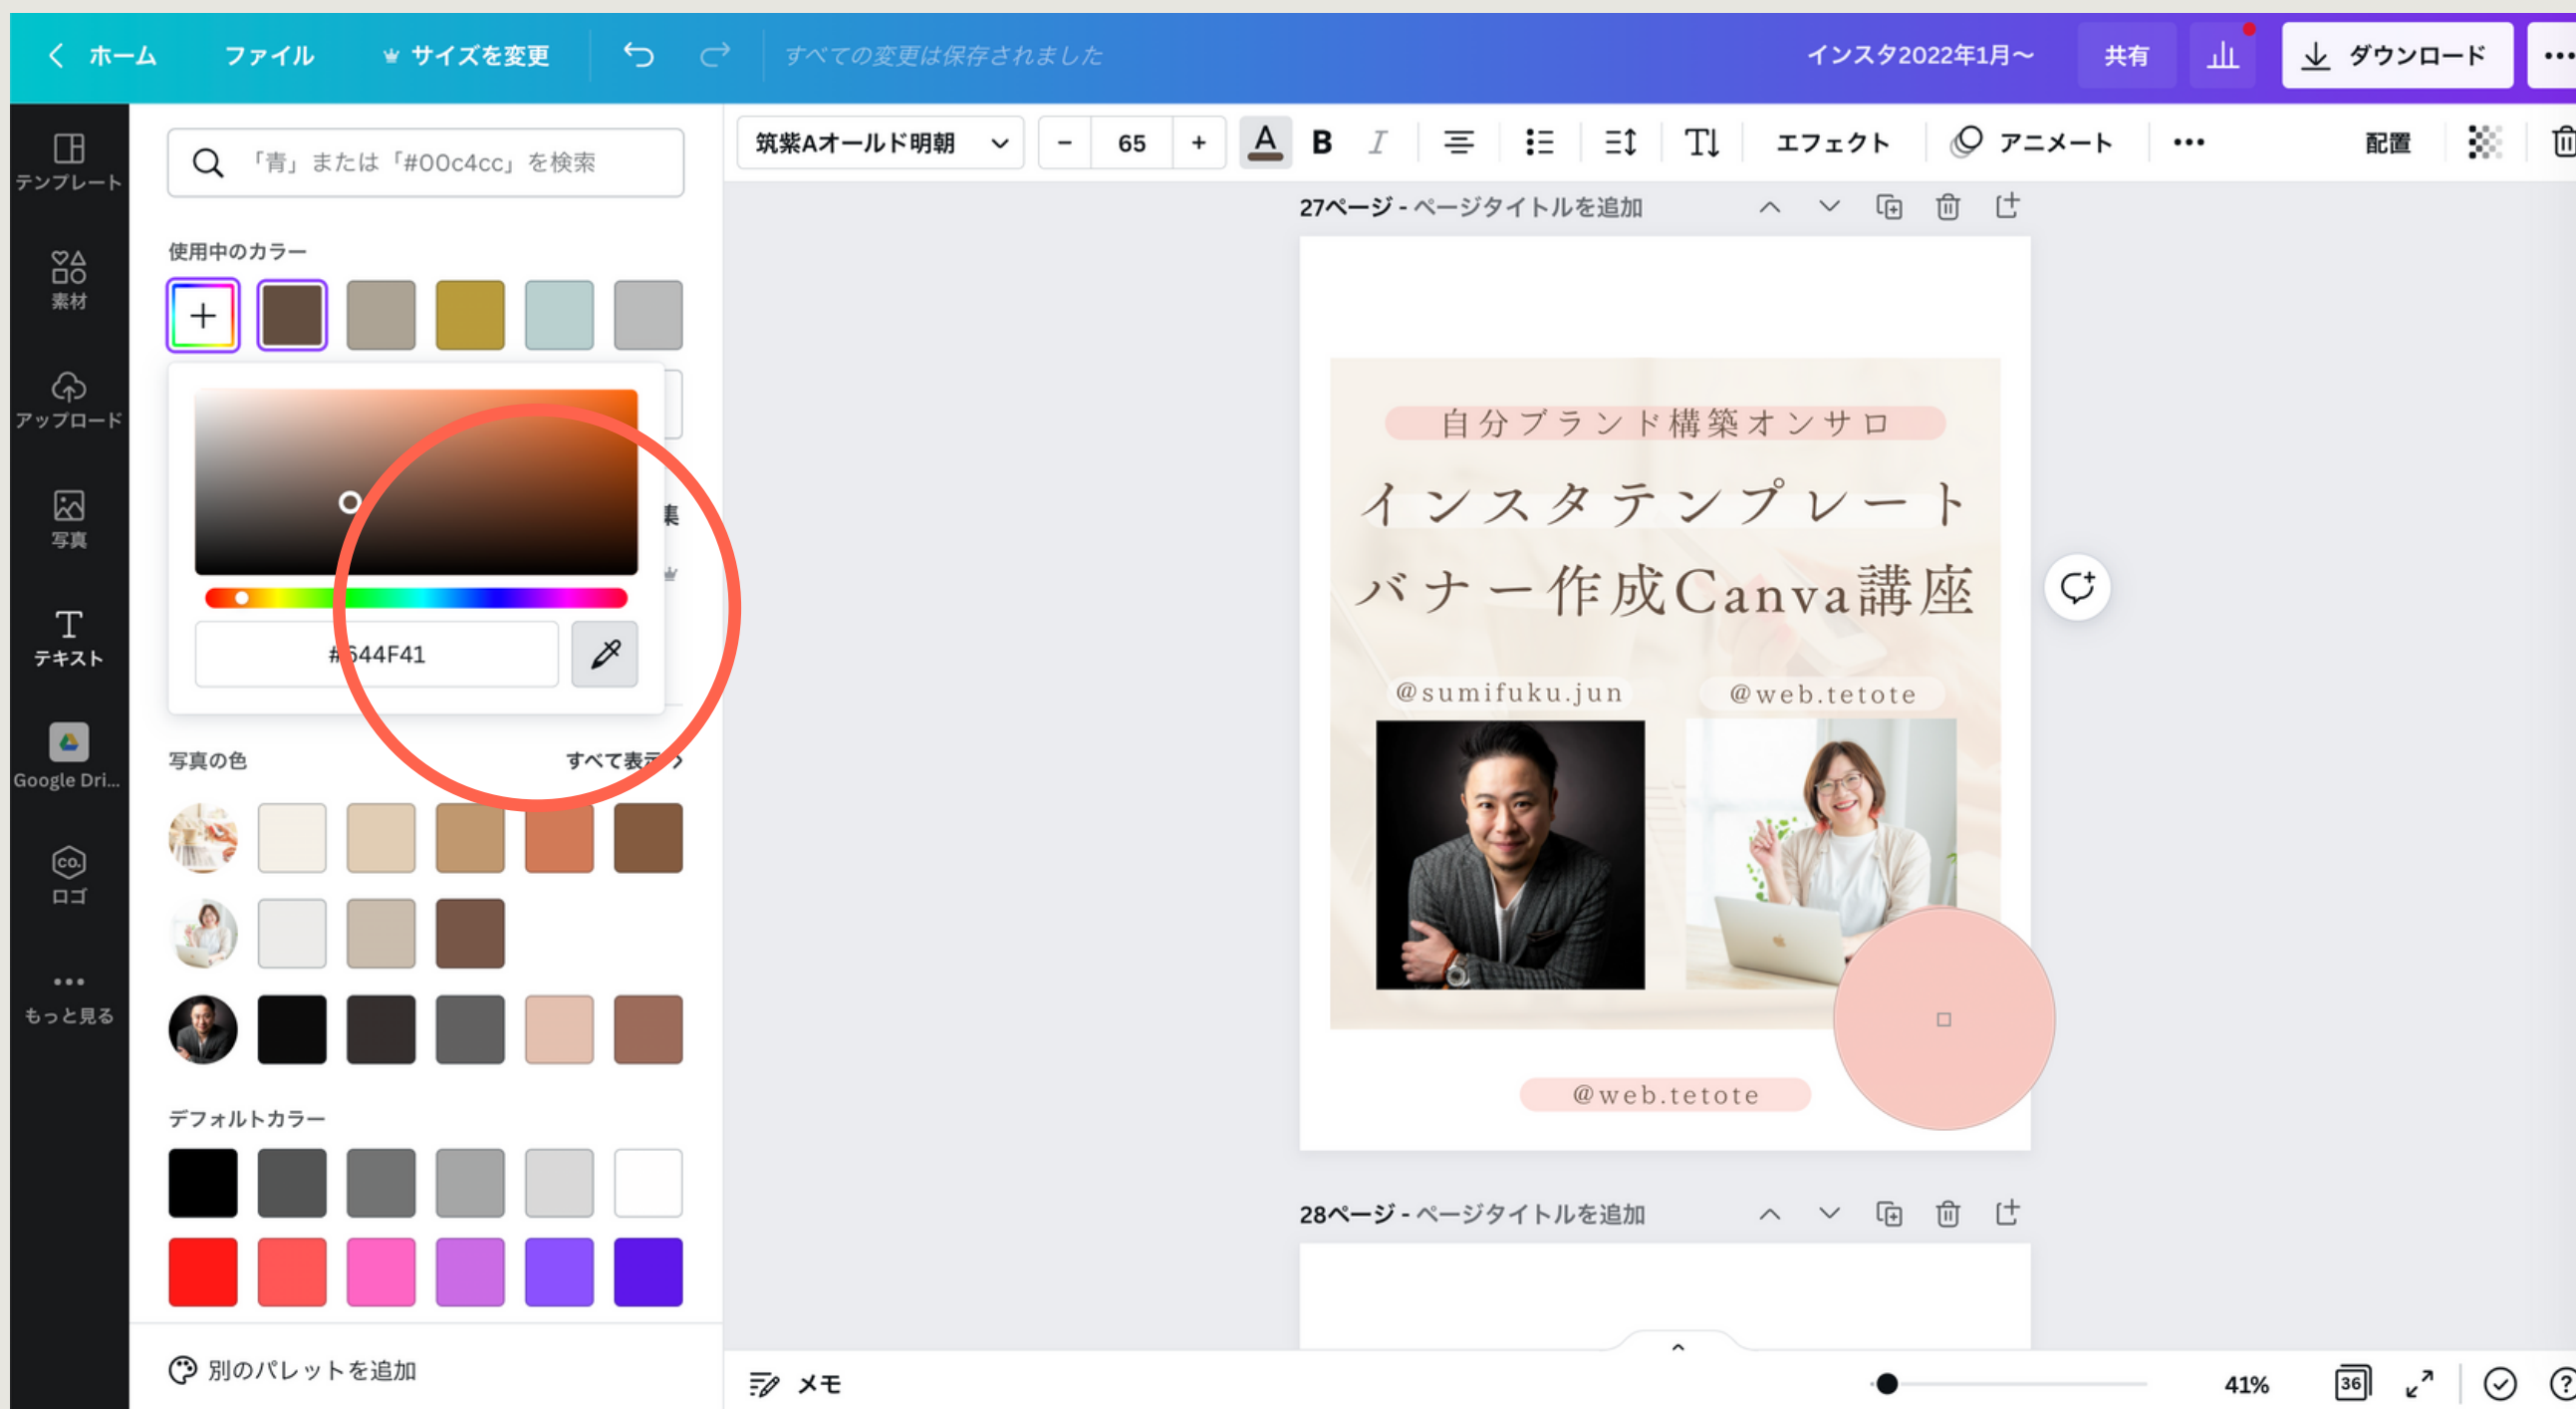 ホーム ファイル サイズを変更 すべての変更は保存されました インスタ2022年1月〜 共有 ダウンロード
テンプレート
素材
アップロード
写真
テキスト
Google Dri...
co.
ロゴ
もっと見る
「青」または「#00c4cc」を検索
使用中のカラー
集
#644F41
写真の色 すべて表示
デフォルトカラー
別のパレットを追加
筑紫Aオールド明朝 − 65 + A B I エフェクト アニメート 配置
27ページ - ページタイトルを追加
自分ブランド構築オンサロ
インスタテンプレート
バナー作成Canva講座
@sumifuku.jun @web.tetote
@web.tetote
28ページ - ページタイトルを追加
メモ 41% 36 ?